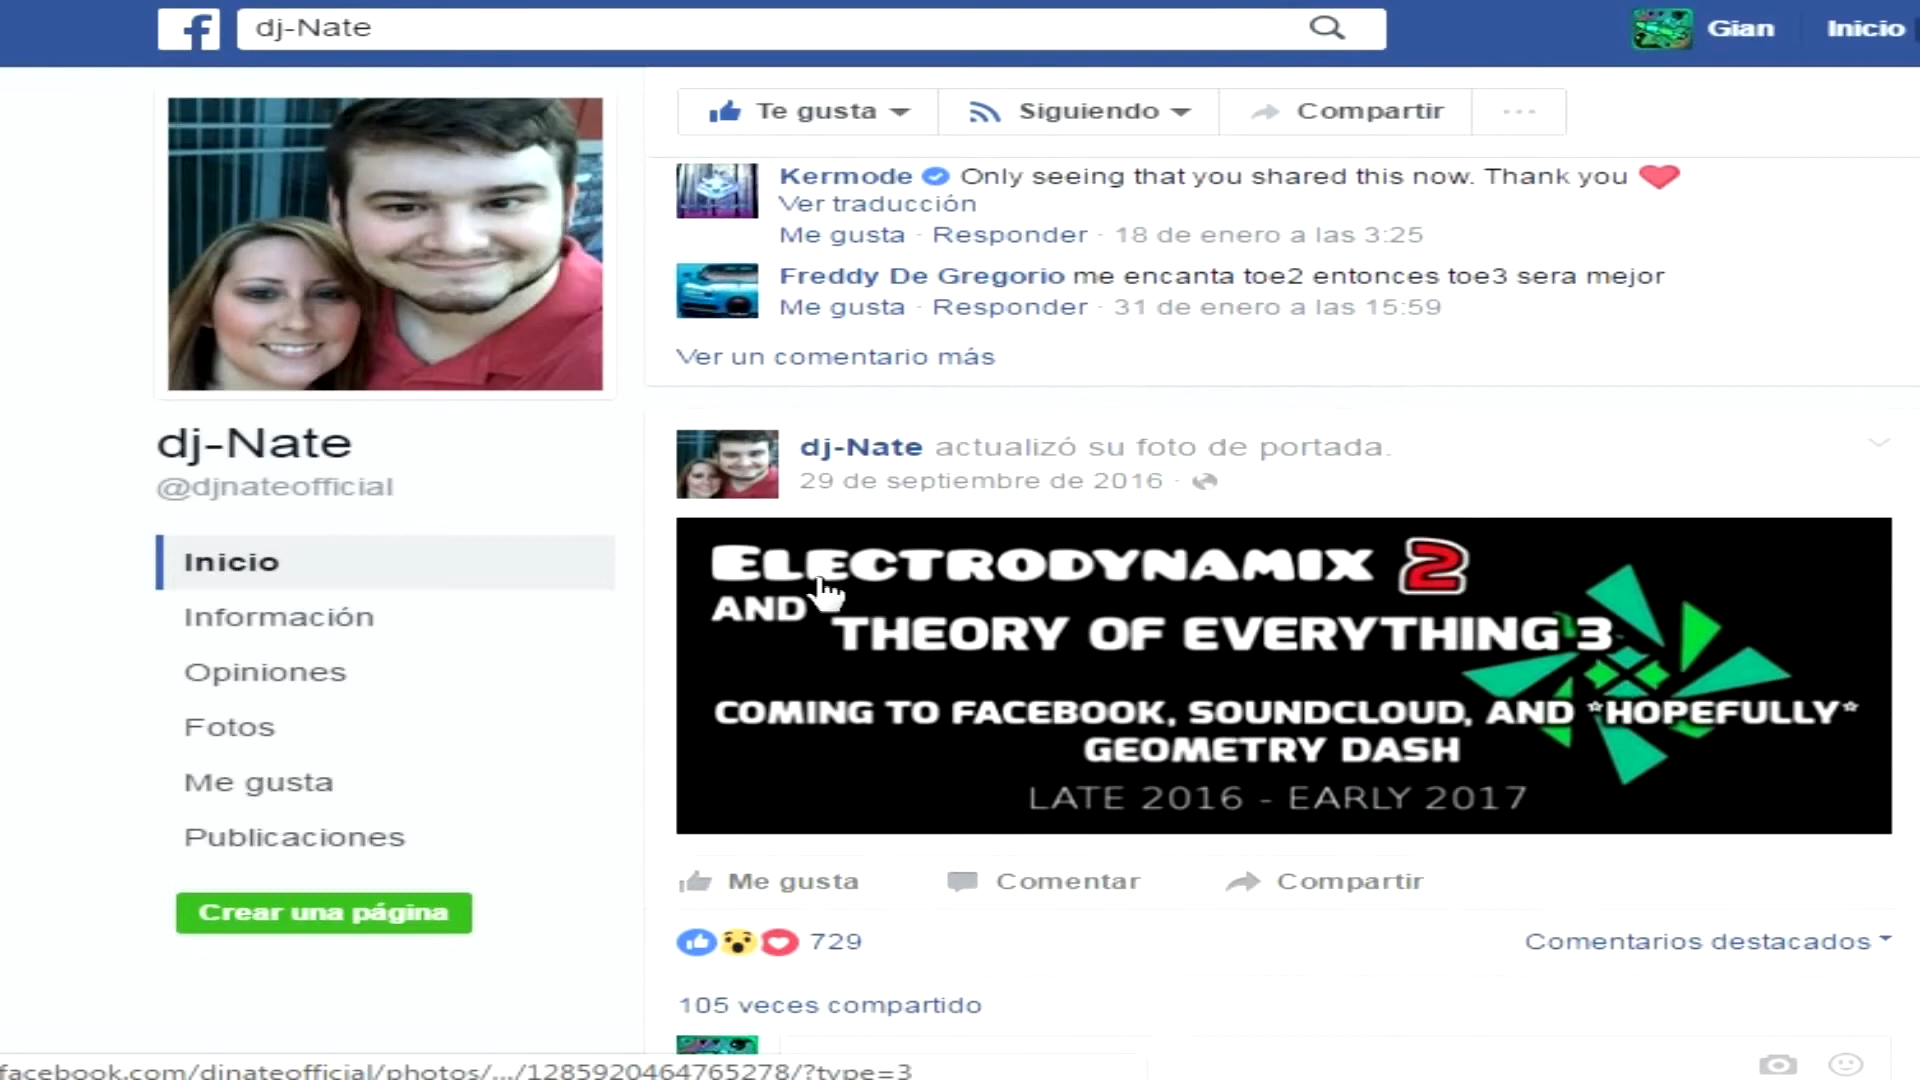 dj-Nate
Gian
Inicio
Te gusta
Siguiendo
Compartir
Kermode Only seeing that you shared this now. Thank you
Ver traducción
Me gusta · Responder · 18 de enero a las 3:25
Freddy De Gregorio me encanta toe2 entonces toe3 sera mejor
Me gusta · Responder · 31 de enero a las 15:59
Ver un comentario más
dj-Nate
@djnateofficial
Inicio
Información
Opiniones
Fotos
Me gusta
Publicaciones
Crear una página
dj-Nate actualizó su foto de portada.
29 de septiembre de 2016 ·
ELECTRODYNAMIX 2
AND
THEORY OF EVERYTHING 3
COMING TO FACEBOOK, SOUNDCLOUD, AND *HOPEFULLY*
GEOMETRY DASH
LATE 2016 - EARLY 2017
Me gusta
Comentar
Compartir
729
Comentarios destacados
105 veces compartido
facebook.com/djnateofficial/photos/.../1285920464765278/?type=3